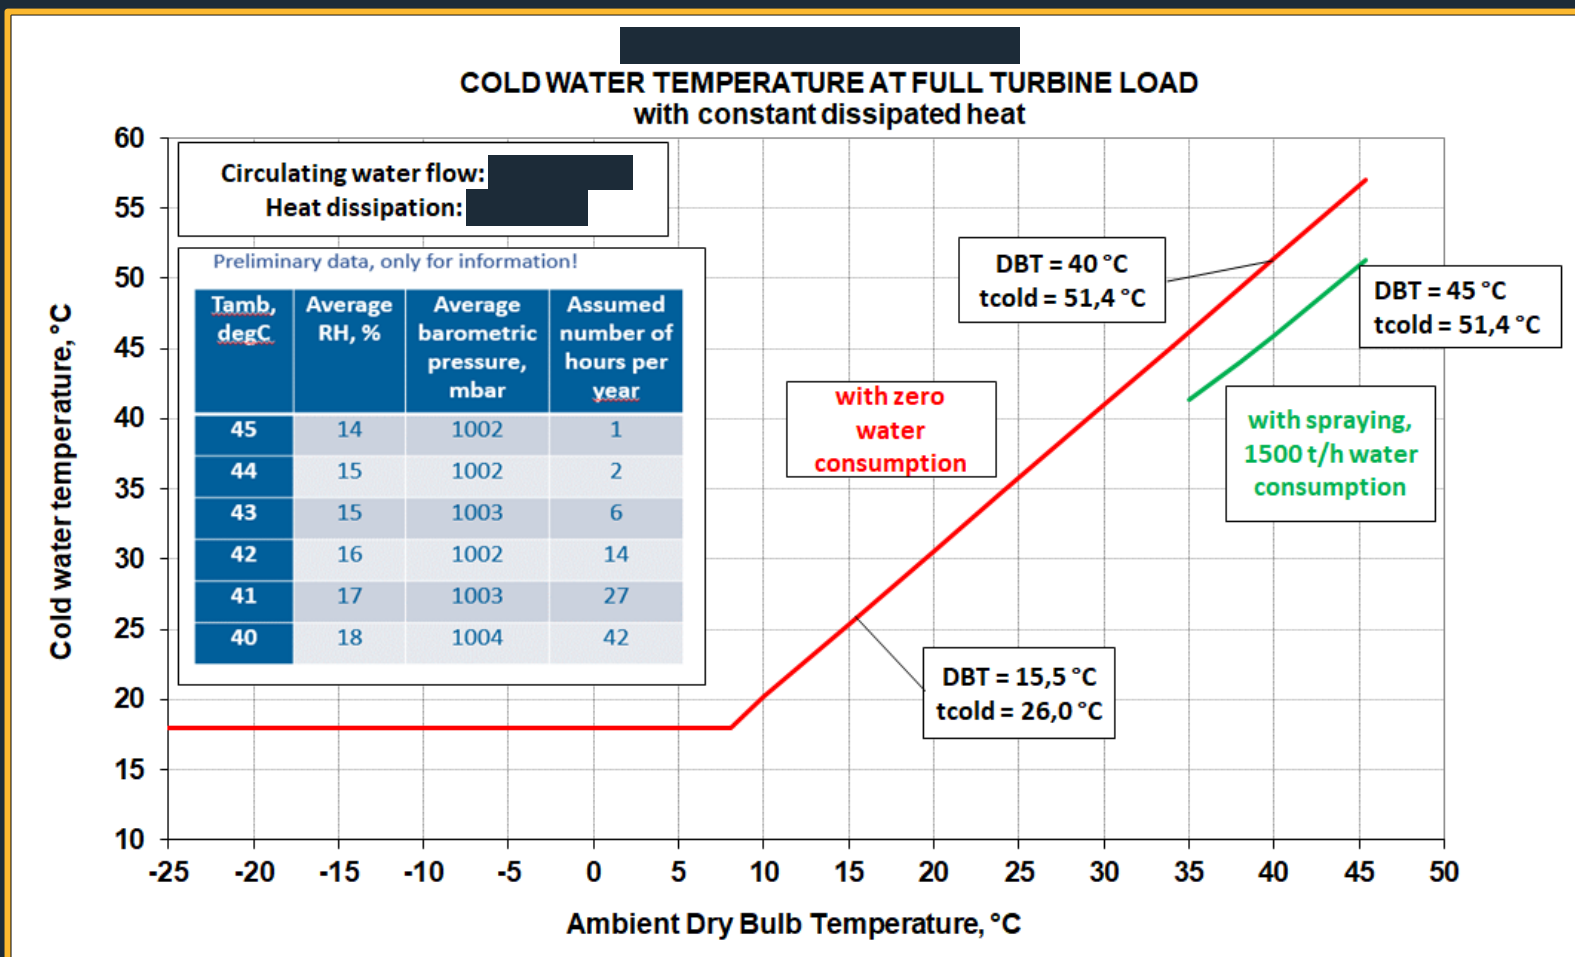 COLD WATER TEMPERATURE AT FULL TURBINE LOAD
with constant dissipated heat
Circulating water flow:
Heat dissipation:
Preliminary data, only for information!
Tamb, degC Average RH, % Average barometric pressure, mbar Assumed number of hours per year
45 14 1002 1
44 15 1002 2
43 15 1003 6
42 16 1002 14
41 17 1003 27
40 18 1004 42
DBT = 40 °C
tcold = 51,4 °C
DBT = 45 °C
tcold = 51,4 °C
with zero
water
consumption
with spraying,
1500 t/h water
consumption
DBT = 15,5 °C
tcold = 26,0 °C
Cold water temperature, °C
60
55
50
45
40
35
30
25
20
15
10
-25 -20 -15 -10 -5 0 5 10 15 20 25 30 35 40 45 50
Ambient Dry Bulb Temperature, °C